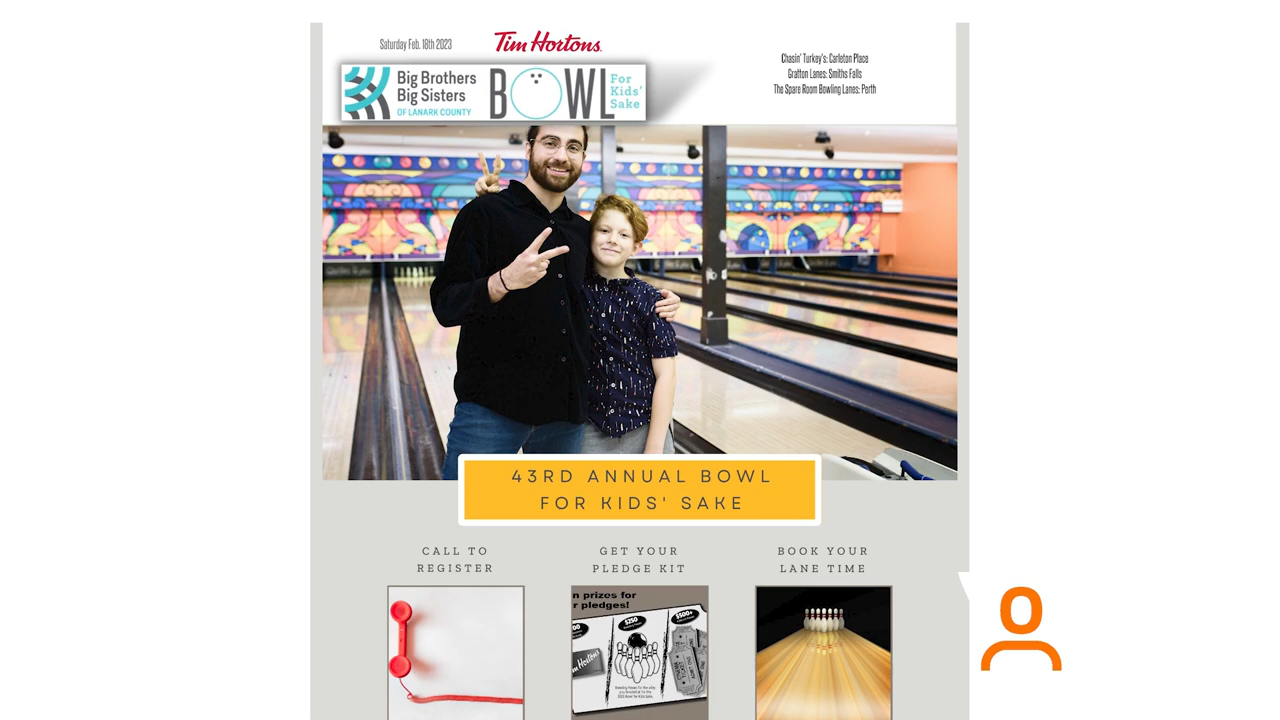 Saturday Feb. 18th 2023
Tim Hortons
Chasin' Turkey's: Carleton Place
Gratton Lanes: Smiths Falls
The Spare Room Bowling Lanes: Perth
Big Brothers
Big Sisters
OF LANARK COUNTY
BOWL
For
Kids'
Sake
43RD ANNUAL BOWL
FOR KIDS' SAKE
CALL TO
REGISTER
GET YOUR
PLEDGE KIT
BOOK YOUR
LANE TIME
n prizes for
r pledges!
$250
$500+
m Hortons